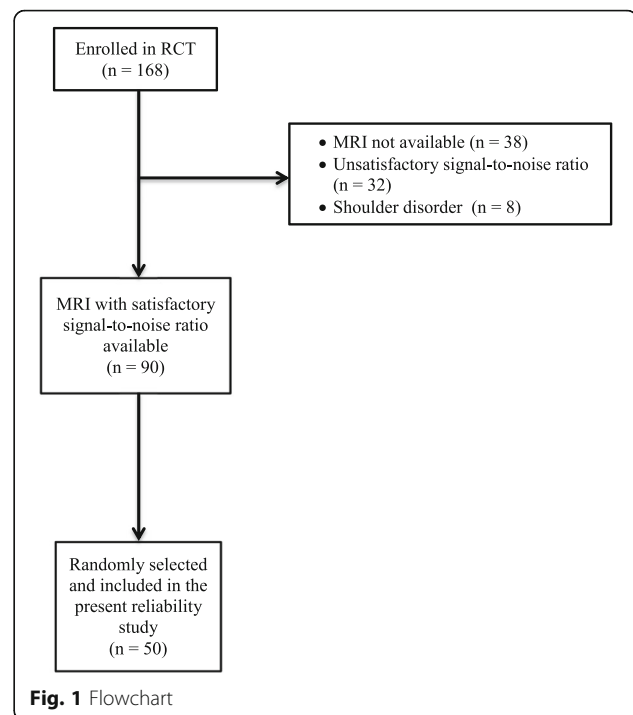 Enrolled in RCT
(n = 168)
• MRI not available (n = 38)
• Unsatisfactory signal-to-noise ratio
(n = 32)
• Shoulder disorder (n = 8)
MRI with satisfactory
signal-to-noise ratio
available
(n = 90)
Randomly selected
and included in the
present reliability
study
(n = 50)
Fig. 1 Flowchart